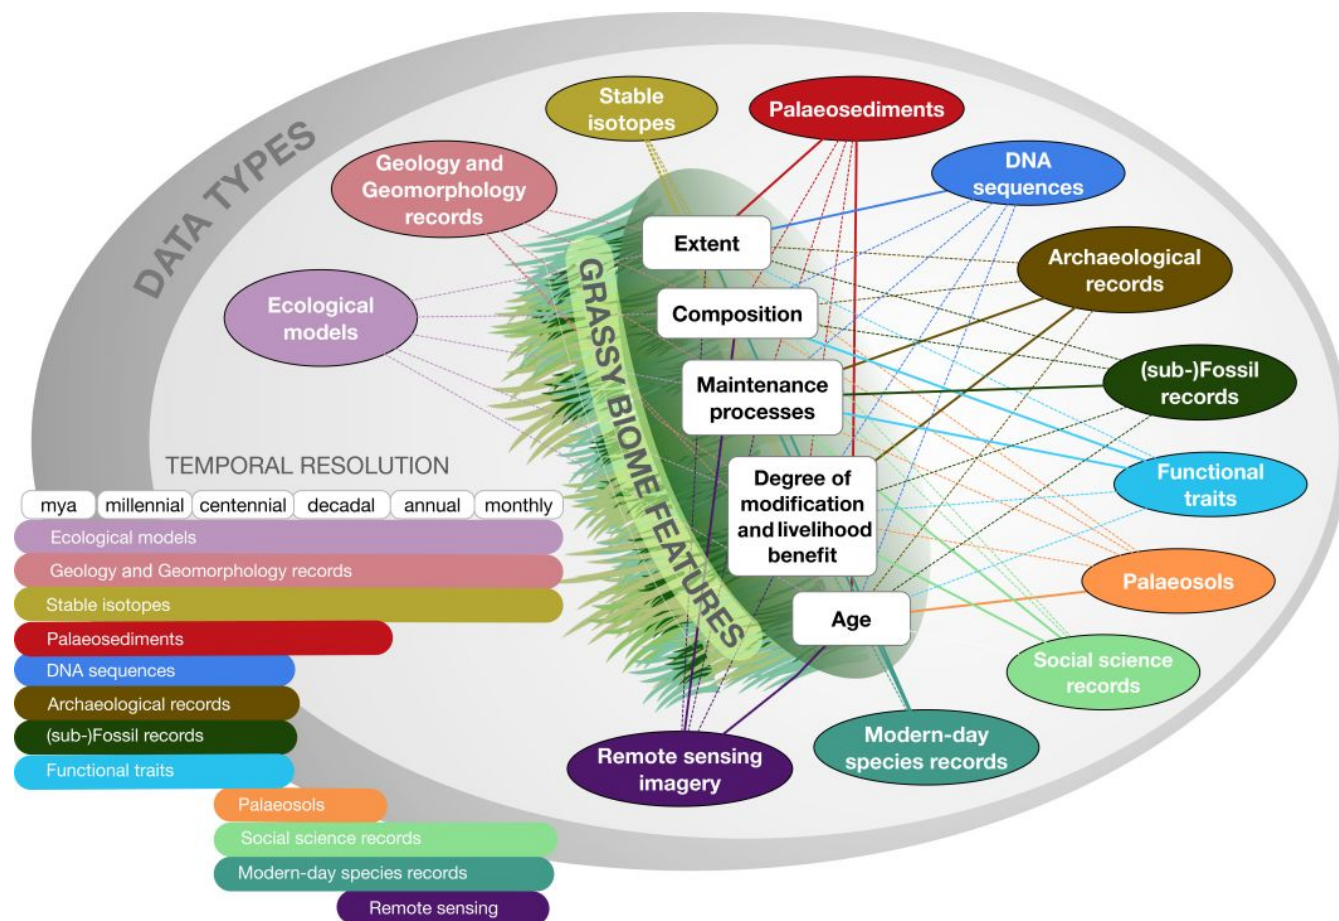 DATA TYPES
Stable
isotopes
Palaeosediments
Geology and
Geomorphology
records
DNA
sequences
Ecological
models
Archaeological
records
(sub-)Fossil
records
Functional
traits
Palaeosols
Social science
records
Modern-day
species records
Remote sensing
imagery
GRASSY BIOME FEATURES
Extent
Composition
Maintenance
processes
Degree of
modification
and livelihood
benefit
Age
TEMPORAL RESOLUTION
mya millennial centennial decadal annual monthly
Ecological models
Geology and Geomorphology records
Stable isotopes
Palaeosediments
DNA sequences
Archaeological records
(sub-)Fossil records
Functional traits
Palaeosols
Social science records
Modern-day species records
Remote sensing